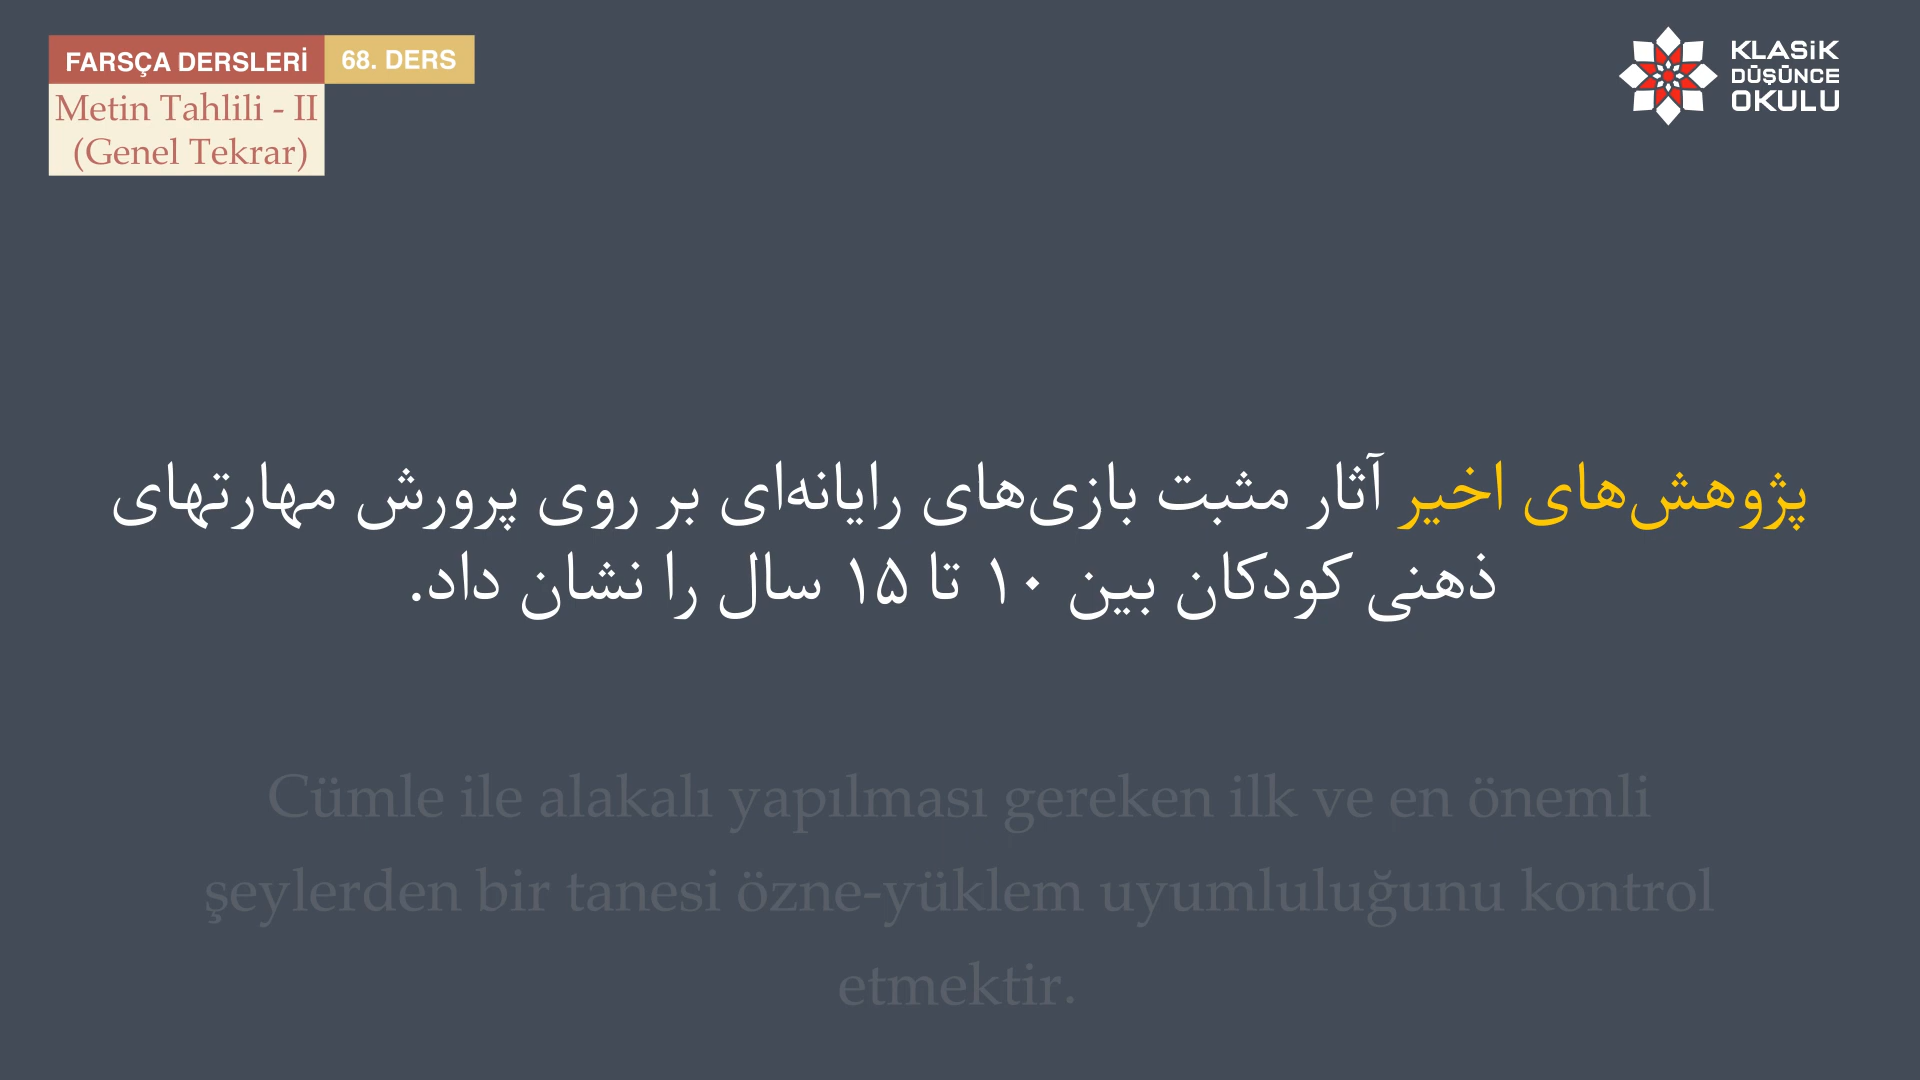 FARSÇA DERSLERİ
68. DERS
Metin Tahlili - II
(Genel Tekrar)
KLASiK
DÜŞÜNCE
OKULU
پژوهش‌های اخیر آثار مثبت بازی‌های رایانه‌ای بر روی پرورش مهارتهای
ذهنی کودکان بین ۱۰ تا ۱۵ سال را نشان داد.
Cümle ile alakalı yapılması gereken ilk ve en önemli
şeylerden bir tanesi özne-yüklem uyumluluğunu kontrol
etmektir.